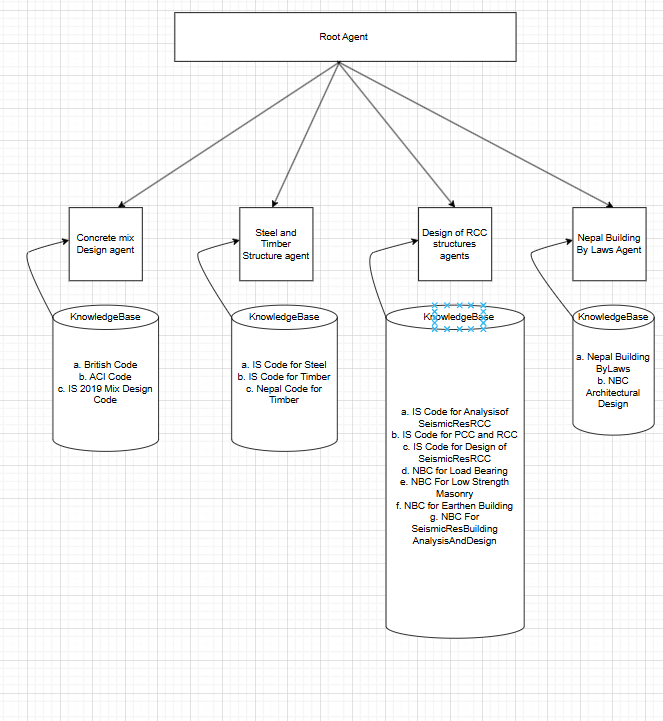 Root Agent
Concrete mix
Design agent
Steel and
Timber
Structure agent
Design of RCC
structures
agents
Nepal Building
By Laws Agent
KnowledgeBase
a. British Code
b. ACI Code
c. IS 2019 Mix Design
Code
KnowledgeBase
a. IS Code for Steel
b. IS Code for Timber
c. Nepal Code for
Timber
KnowledgeBase
a. IS Code for Analysisof
SeismicResRCC
b. IS Code for PCC and RCC
c. IS Code for Design of
SeismicResRCC
d. NBC for Load Bearing
e. NBC For Low Strength
Masonry
f. NBC for Earthen Building
g. NBC For
SeismicResBuilding
AnalysisAndDesign
KnowledgeBase
a. Nepal Building
ByLaws
b. NBC
Architectural
Design